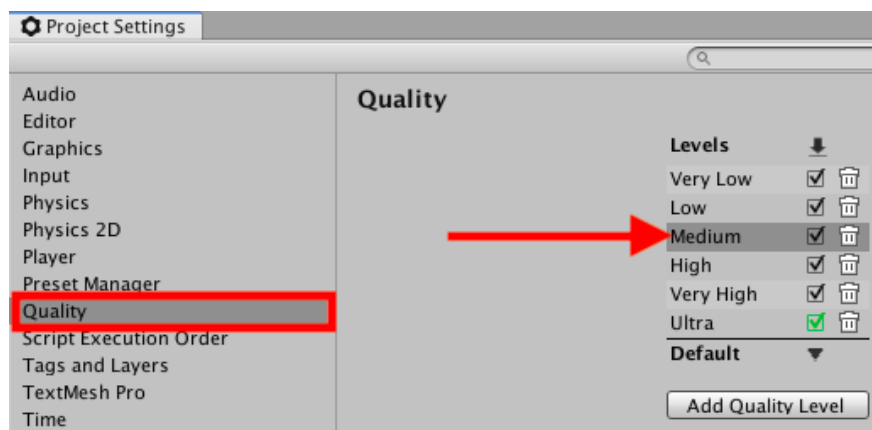 Project Settings
Audio
Editor
Graphics
Input
Physics
Physics 2D
Player
Preset Manager
Quality
Script Execution Order
Tags and Layers
TextMesh Pro
Time
Quality
Levels
Very Low
Low
Medium
High
Very High
Ultra
Default
Add Quality Level